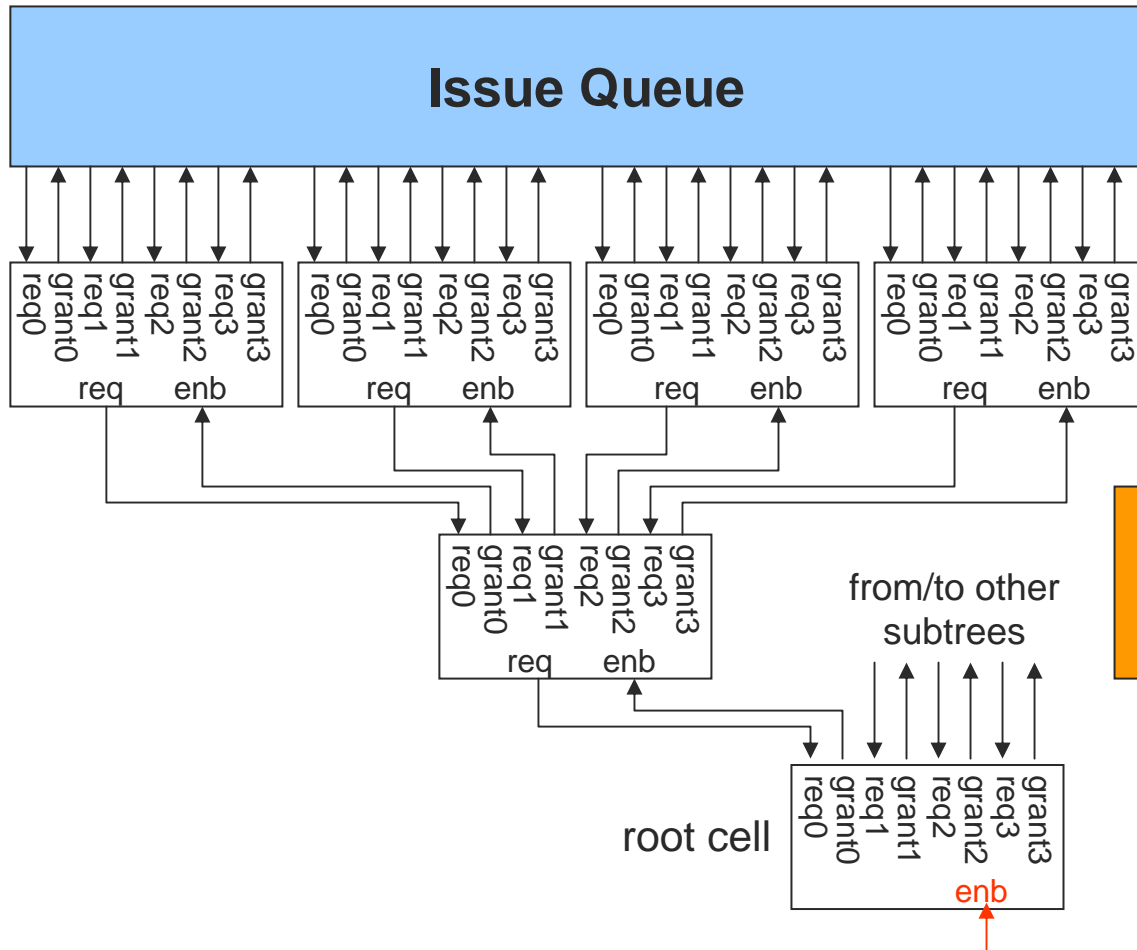 Issue Queue
req0 grant0 req1 grant1 req2 grant2 req3 grant3
req enb
req0 grant0 req1 grant1 req2 grant2 req3 grant3
req enb
req0 grant0 req1 grant1 req2 grant2 req3 grant3
req enb
req0 grant0 req1 grant1 req2 grant2 req3 grant3
req enb
req0 grant0 req1 grant1 req2 grant2 req3 grant3
req enb
from/to other
subtrees
root cell
req0 grant0 req1 grant1 req2 grant2 req3 grant3
enb